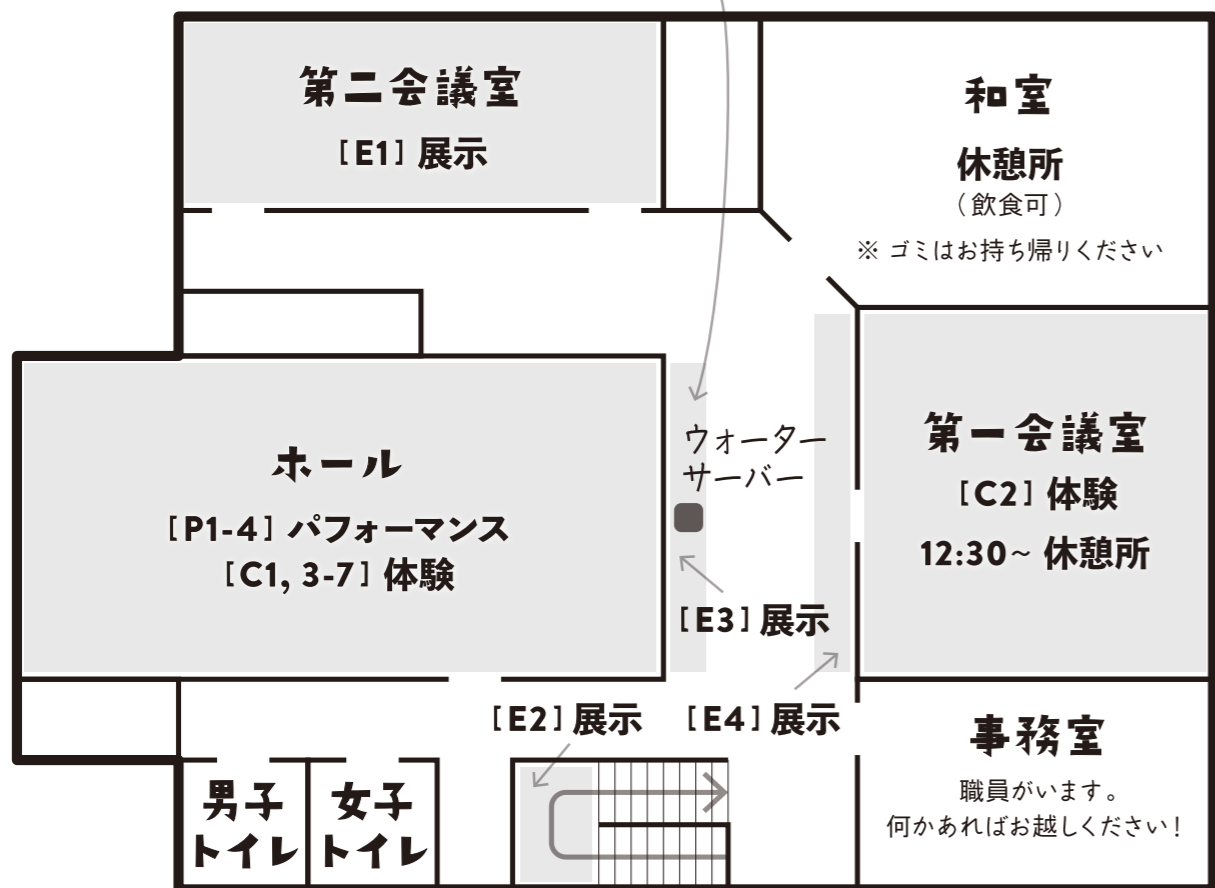 第二会議室
[E1] 展示
和室
休憩所
（飲食可）
※ ゴミはお持ち帰りください
ホール
[P1-4] パフォーマンス
[C1, 3-7] 体験
ウォーター
サーバー
第一会議室
[C2] 体験
12:30~ 休憩所
[E3] 展示
[E2] 展示
[E4] 展示
男子
トイレ
女子
トイレ
事務室
職員がいます。
何かあればお越しください！